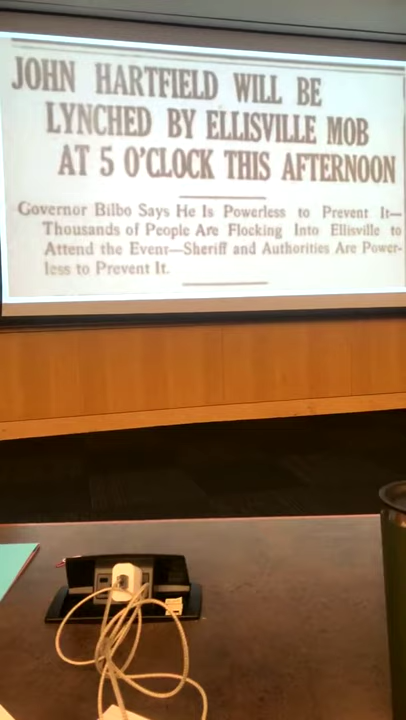 JOHN HARTFIELD WILL BE
LYNCHED BY ELLISVILLE MOB
AT 5 O'CLOCK THIS AFTERNOON
Governor Bilbo Says He Is Powerless to Prevent It—
Thousands of People Are Flocking Into Ellisville to
Attend the Event—Sheriff and Authorities Are Power-
less to Prevent It.